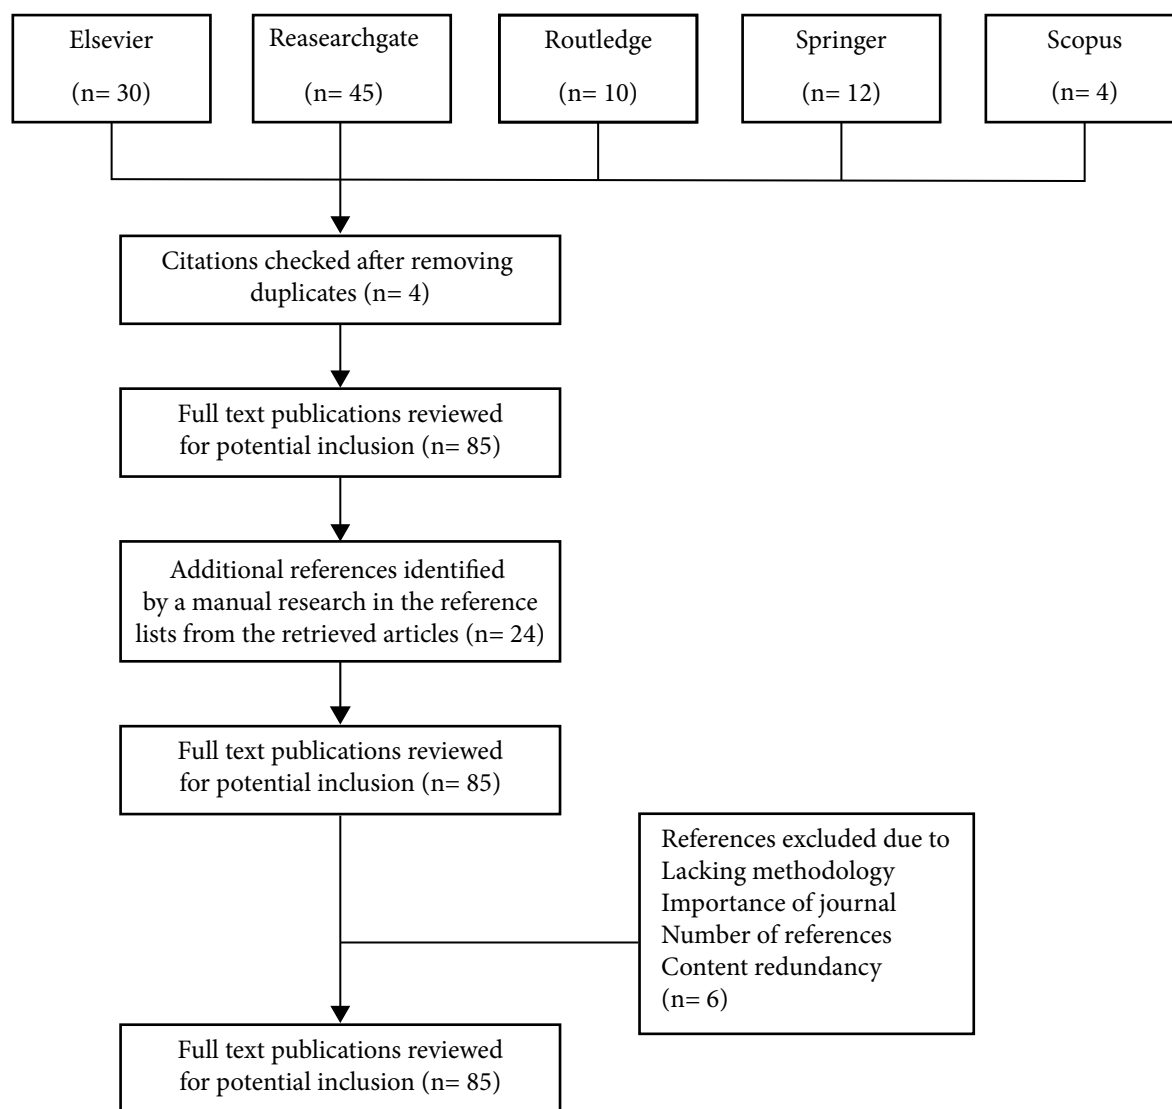 Elsevier
(n= 30)
Reasearchgate
(n= 45)
Routledge
(n= 10)
Springer
(n= 12)
Scopus
(n= 4)
Citations checked after removing
duplicates (n= 4)
Full text publications reviewed
for potential inclusion (n= 85)
Additional references identified
by a manual research in the reference
lists from the retrieved articles (n= 24)
Full text publications reviewed
for potential inclusion (n= 85)
References excluded due to
Lacking methodology
Importance of journal
Number of references
Content redundancy
(n= 6)
Full text publications reviewed
for potential inclusion (n= 85)